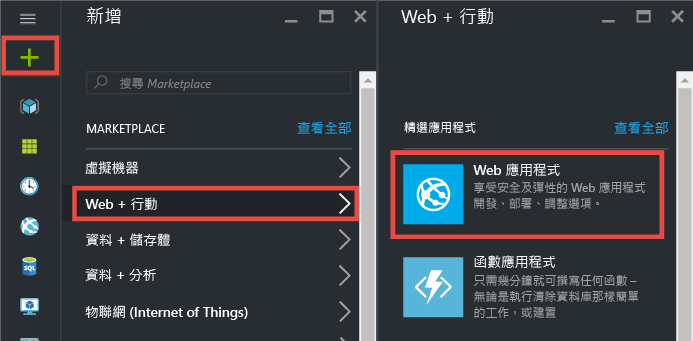 新增
搜尋 Marketplace
MARKETPLACE
查看全部
虛擬機器
Web + 行動
資料 + 儲存體
資料 + 分析
物聯網 (Internet of Things)
SQL
Web + 行動
精選應用程式
查看全部
Web 應用程式
享受安全及彈性的 Web 應用程式
開發、部署、調整選項。
函數應用程式
只需幾分鐘就可撰寫任何函數 –
無論是執行清除資料庫那樣簡單
的工作，或建置